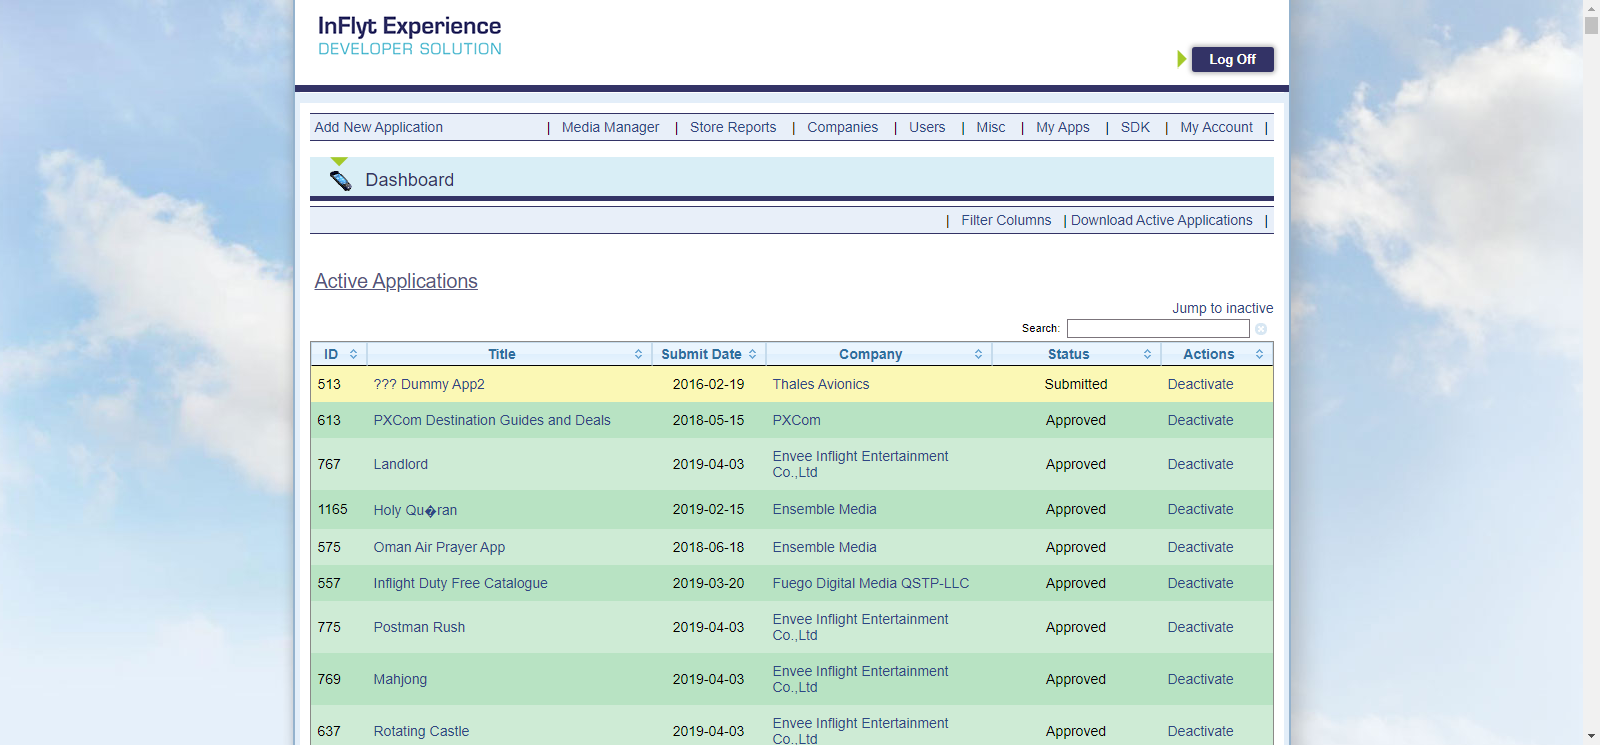 InFlyt Experience
DEVELOPER SOLUTION
Log Off
Add New Application | Media Manager | Store Reports | Companies | Users | Misc | My Apps | SDK | My Account |
Dashboard
| Filter Columns | Download Active Applications |
Active Applications
Jump to inactive
Search:
ID Title Submit Date Company Status Actions
513 ??? Dummy App2 2016-02-19 Thales Avionics Submitted Deactivate
613 PXCom Destination Guides and Deals 2018-05-15 PXCom Approved Deactivate
767 Landlord 2019-04-03 Envee Inflight Entertainment Approved Deactivate
Co.,Ltd
1165 Holy Qu�ran 2019-02-15 Ensemble Media Approved Deactivate
575 Oman Air Prayer App 2018-06-18 Ensemble Media Approved Deactivate
557 Inflight Duty Free Catalogue 2019-03-20 Fuego Digital Media QSTP-LLC Approved Deactivate
775 Postman Rush 2019-04-03 Envee Inflight Entertainment Approved Deactivate
Co.,Ltd
769 Mahjong 2019-04-03 Envee Inflight Entertainment Approved Deactivate
Co.,Ltd
637 Rotating Castle 2019-04-03 Envee Inflight Entertainment Approved Deactivate
Co.,Ltd